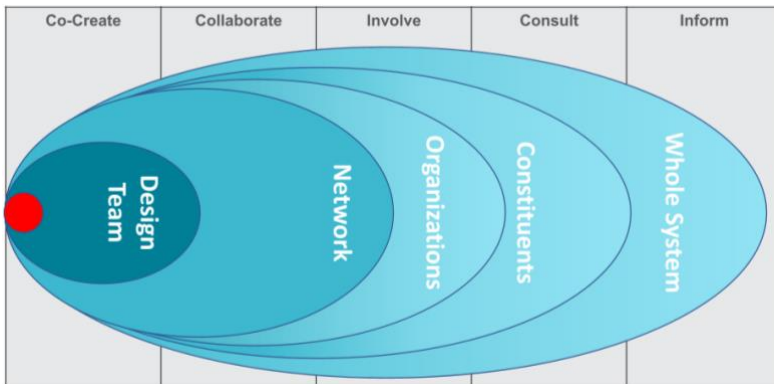 Co-Create
Collaborate
Involve
Consult
Inform
Design
Team
Network
Organizations
Constituents
Whole System